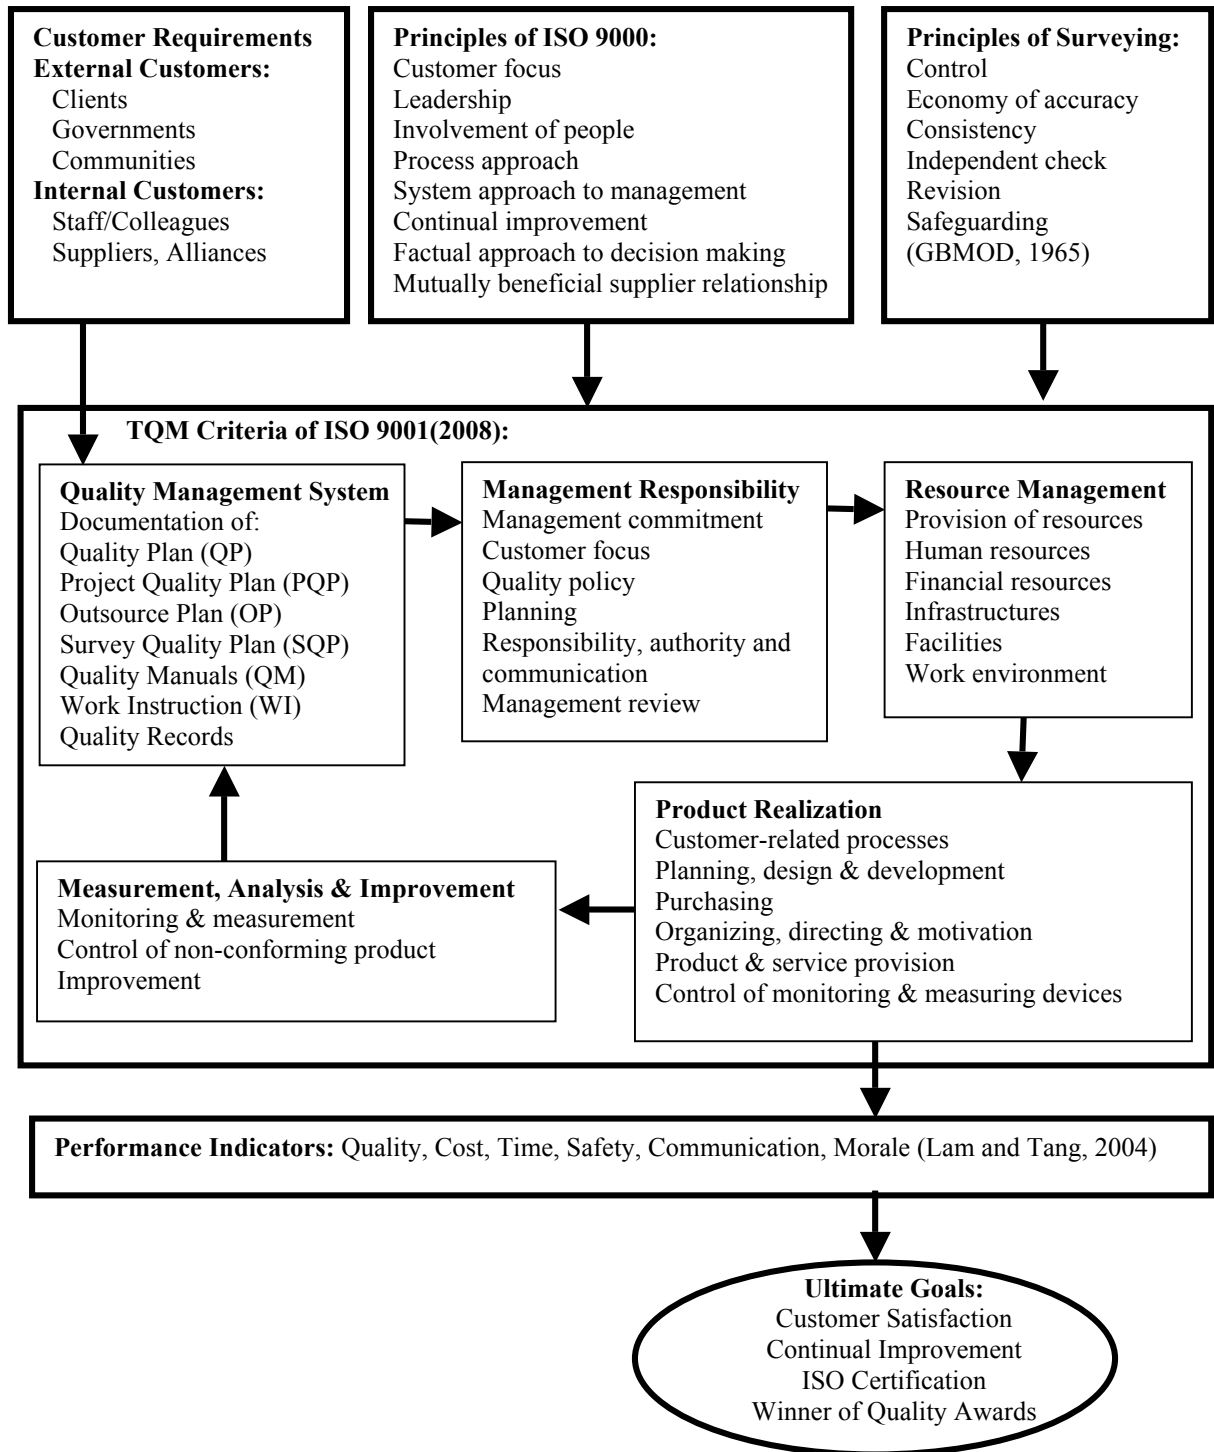 Customer Requirements
External Customers:
Clients
Governments
Communities
Internal Customers:
Staff/Colleagues
Suppliers, Alliances
Principles of ISO 9000:
Customer focus
Leadership
Involvement of people
Process approach
System approach to management
Continual improvement
Factual approach to decision making
Mutually beneficial supplier relationship
Principles of Surveying:
Control
Economy of accuracy
Consistency
Independent check
Revision
Safeguarding
(GBMOD, 1965)
TQM Criteria of ISO 9001(2008):
Quality Management System
Documentation of:
Quality Plan (QP)
Project Quality Plan (PQP)
Outsource Plan (OP)
Survey Quality Plan (SQP)
Quality Manuals (QM)
Work Instruction (WI)
Quality Records
Management Responsibility
Management commitment
Customer focus
Quality policy
Planning
Responsibility, authority and
communication
Management review
Resource Management
Provision of resources
Human resources
Financial resources
Infrastructures
Facilities
Work environment
Product Realization
Customer-related processes
Planning, design & development
Purchasing
Organizing, directing & motivation
Product & service provision
Control of monitoring & measuring devices
Measurement, Analysis & Improvement
Monitoring & measurement
Control of non-conforming product
Improvement
Performance Indicators: Quality, Cost, Time, Safety, Communication, Morale (Lam and Tang, 2004)
Ultimate Goals:
Customer Satisfaction
Continual Improvement
ISO Certification
Winner of Quality Awards